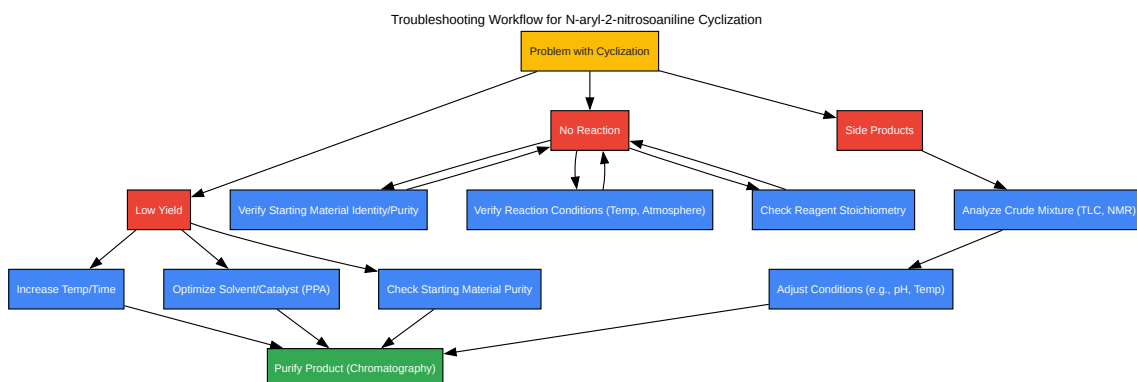 Troubleshooting Workflow for N-aryl-2-nitrosoaniline Cyclization
Problem with Cyclization
No Reaction
Side Products
Low Yield
Verify Starting Material Identity/Purity
Verify Reaction Conditions (Temp, Atmosphere)
Check Reagent Stoichiometry
Analyze Crude Mixture (TLC, NMR)
Increase Temp/Time
Optimize Solvent/Catalyst (PPA)
Check Starting Material Purity
Adjust Conditions (e.g., pH, Temp)
Purify Product (Chromatography)